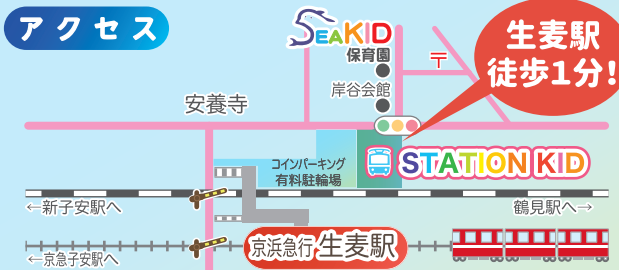 アクセス
SEAKID
保育園
岸谷会館
〒
生麦駅
徒歩1分!
安養寺
コインパーキング
有料駐輪場
STATION KID
←新子安駅へ
鶴見駅へ→
←京急子安駅へ
京浜急行 生麦駅